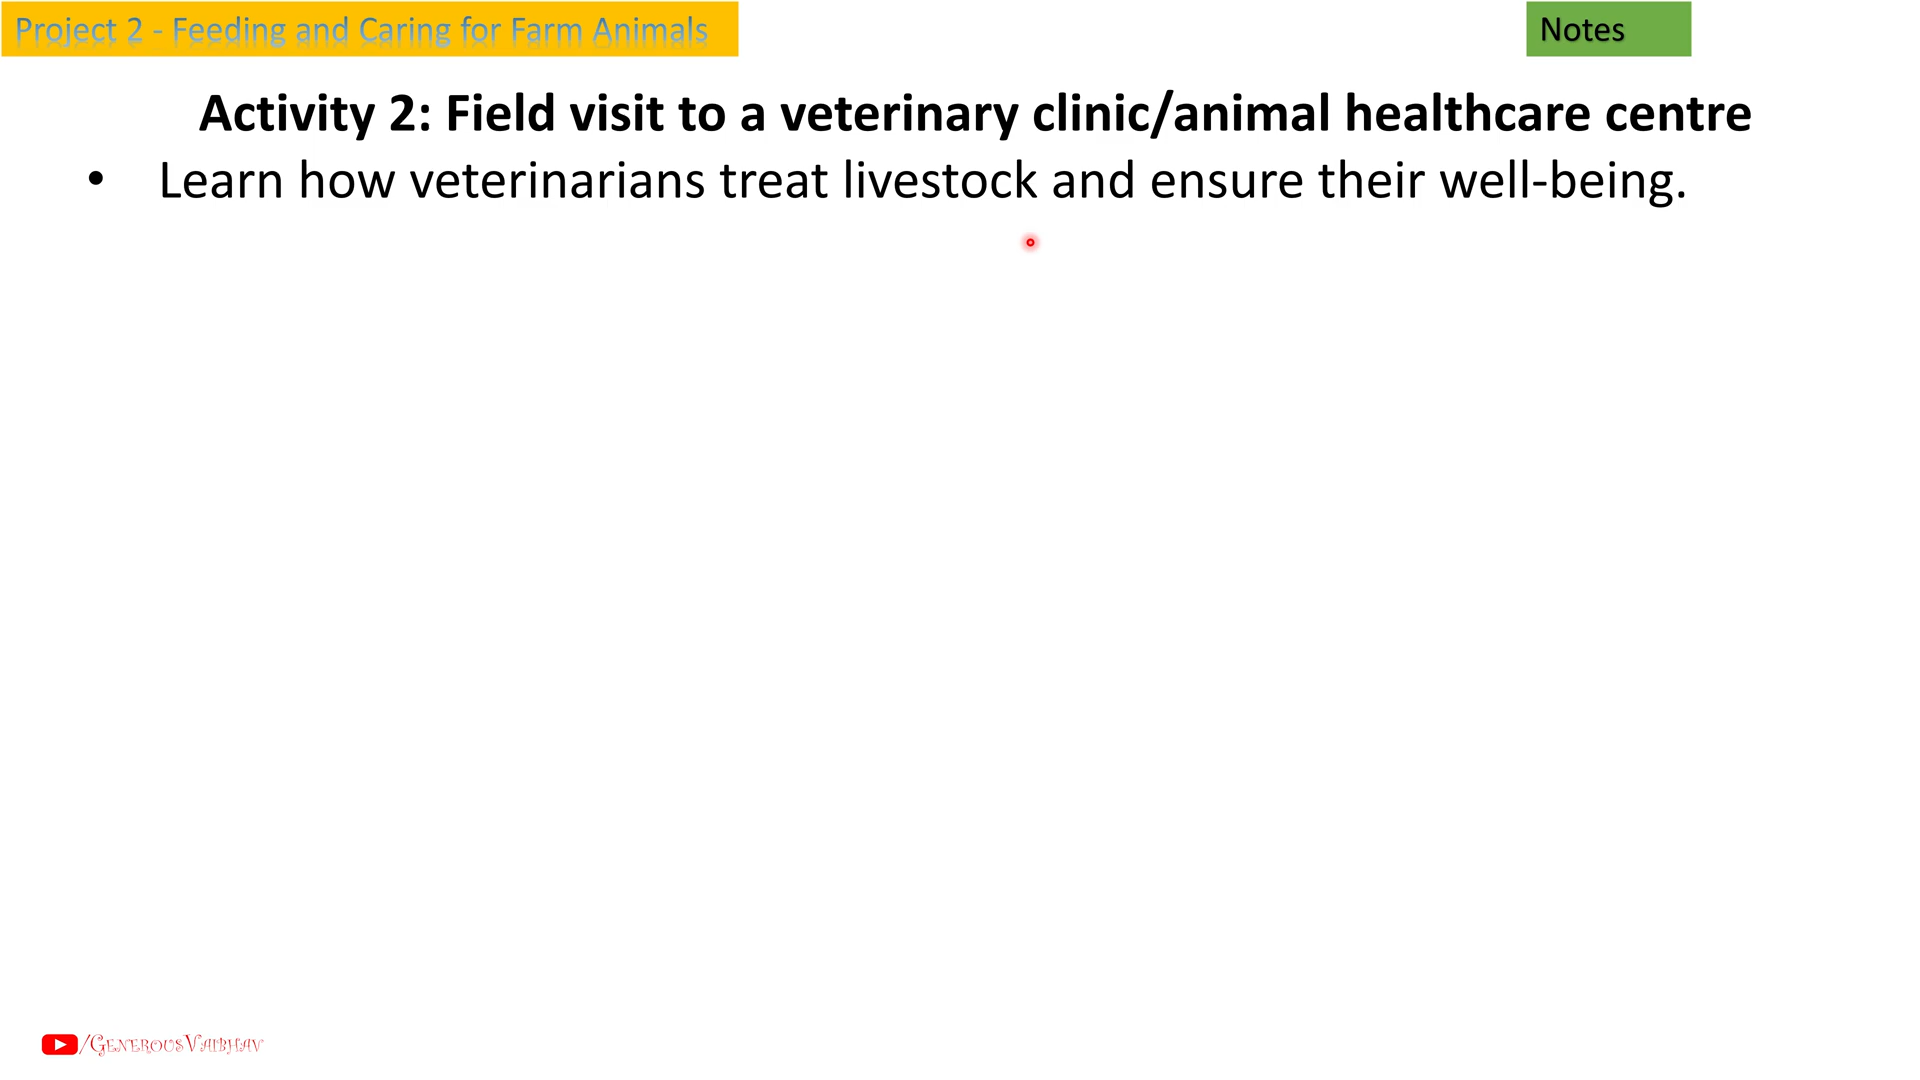 Project 2 - Feeding and Caring for Farm Animals
Notes
Activity 2: Field visit to a veterinary clinic/animal healthcare centre
• Learn how veterinarians treat livestock and ensure their well-being.
/GenerousVaibhav